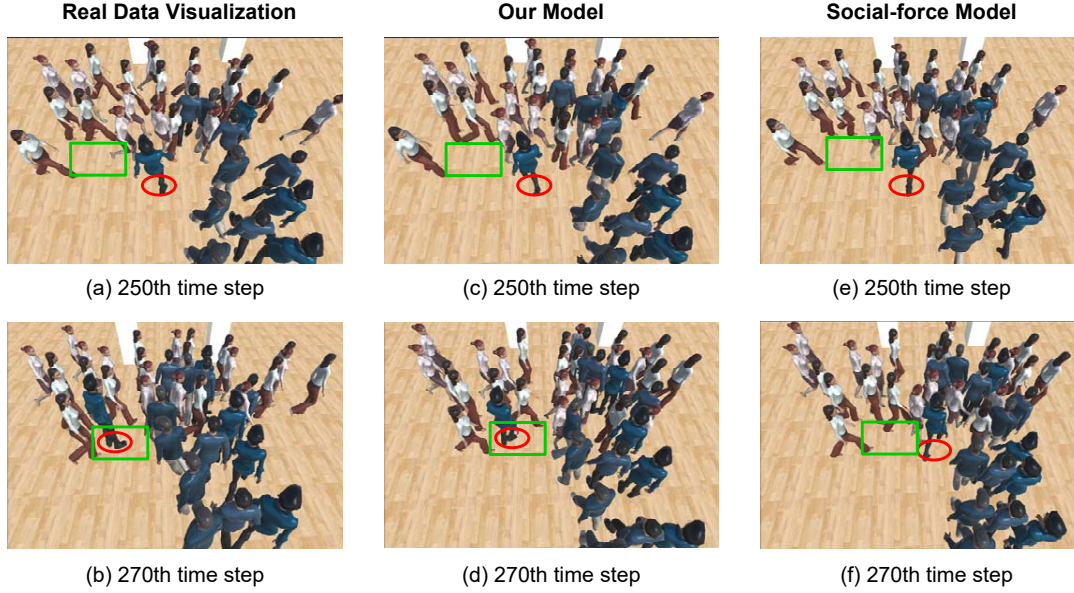 Real Data Visualization
Our Model
Social-force Model
(a) 250th time step
(c) 250th time step
(e) 250th time step
(b) 270th time step
(d) 270th time step
(f) 270th time step